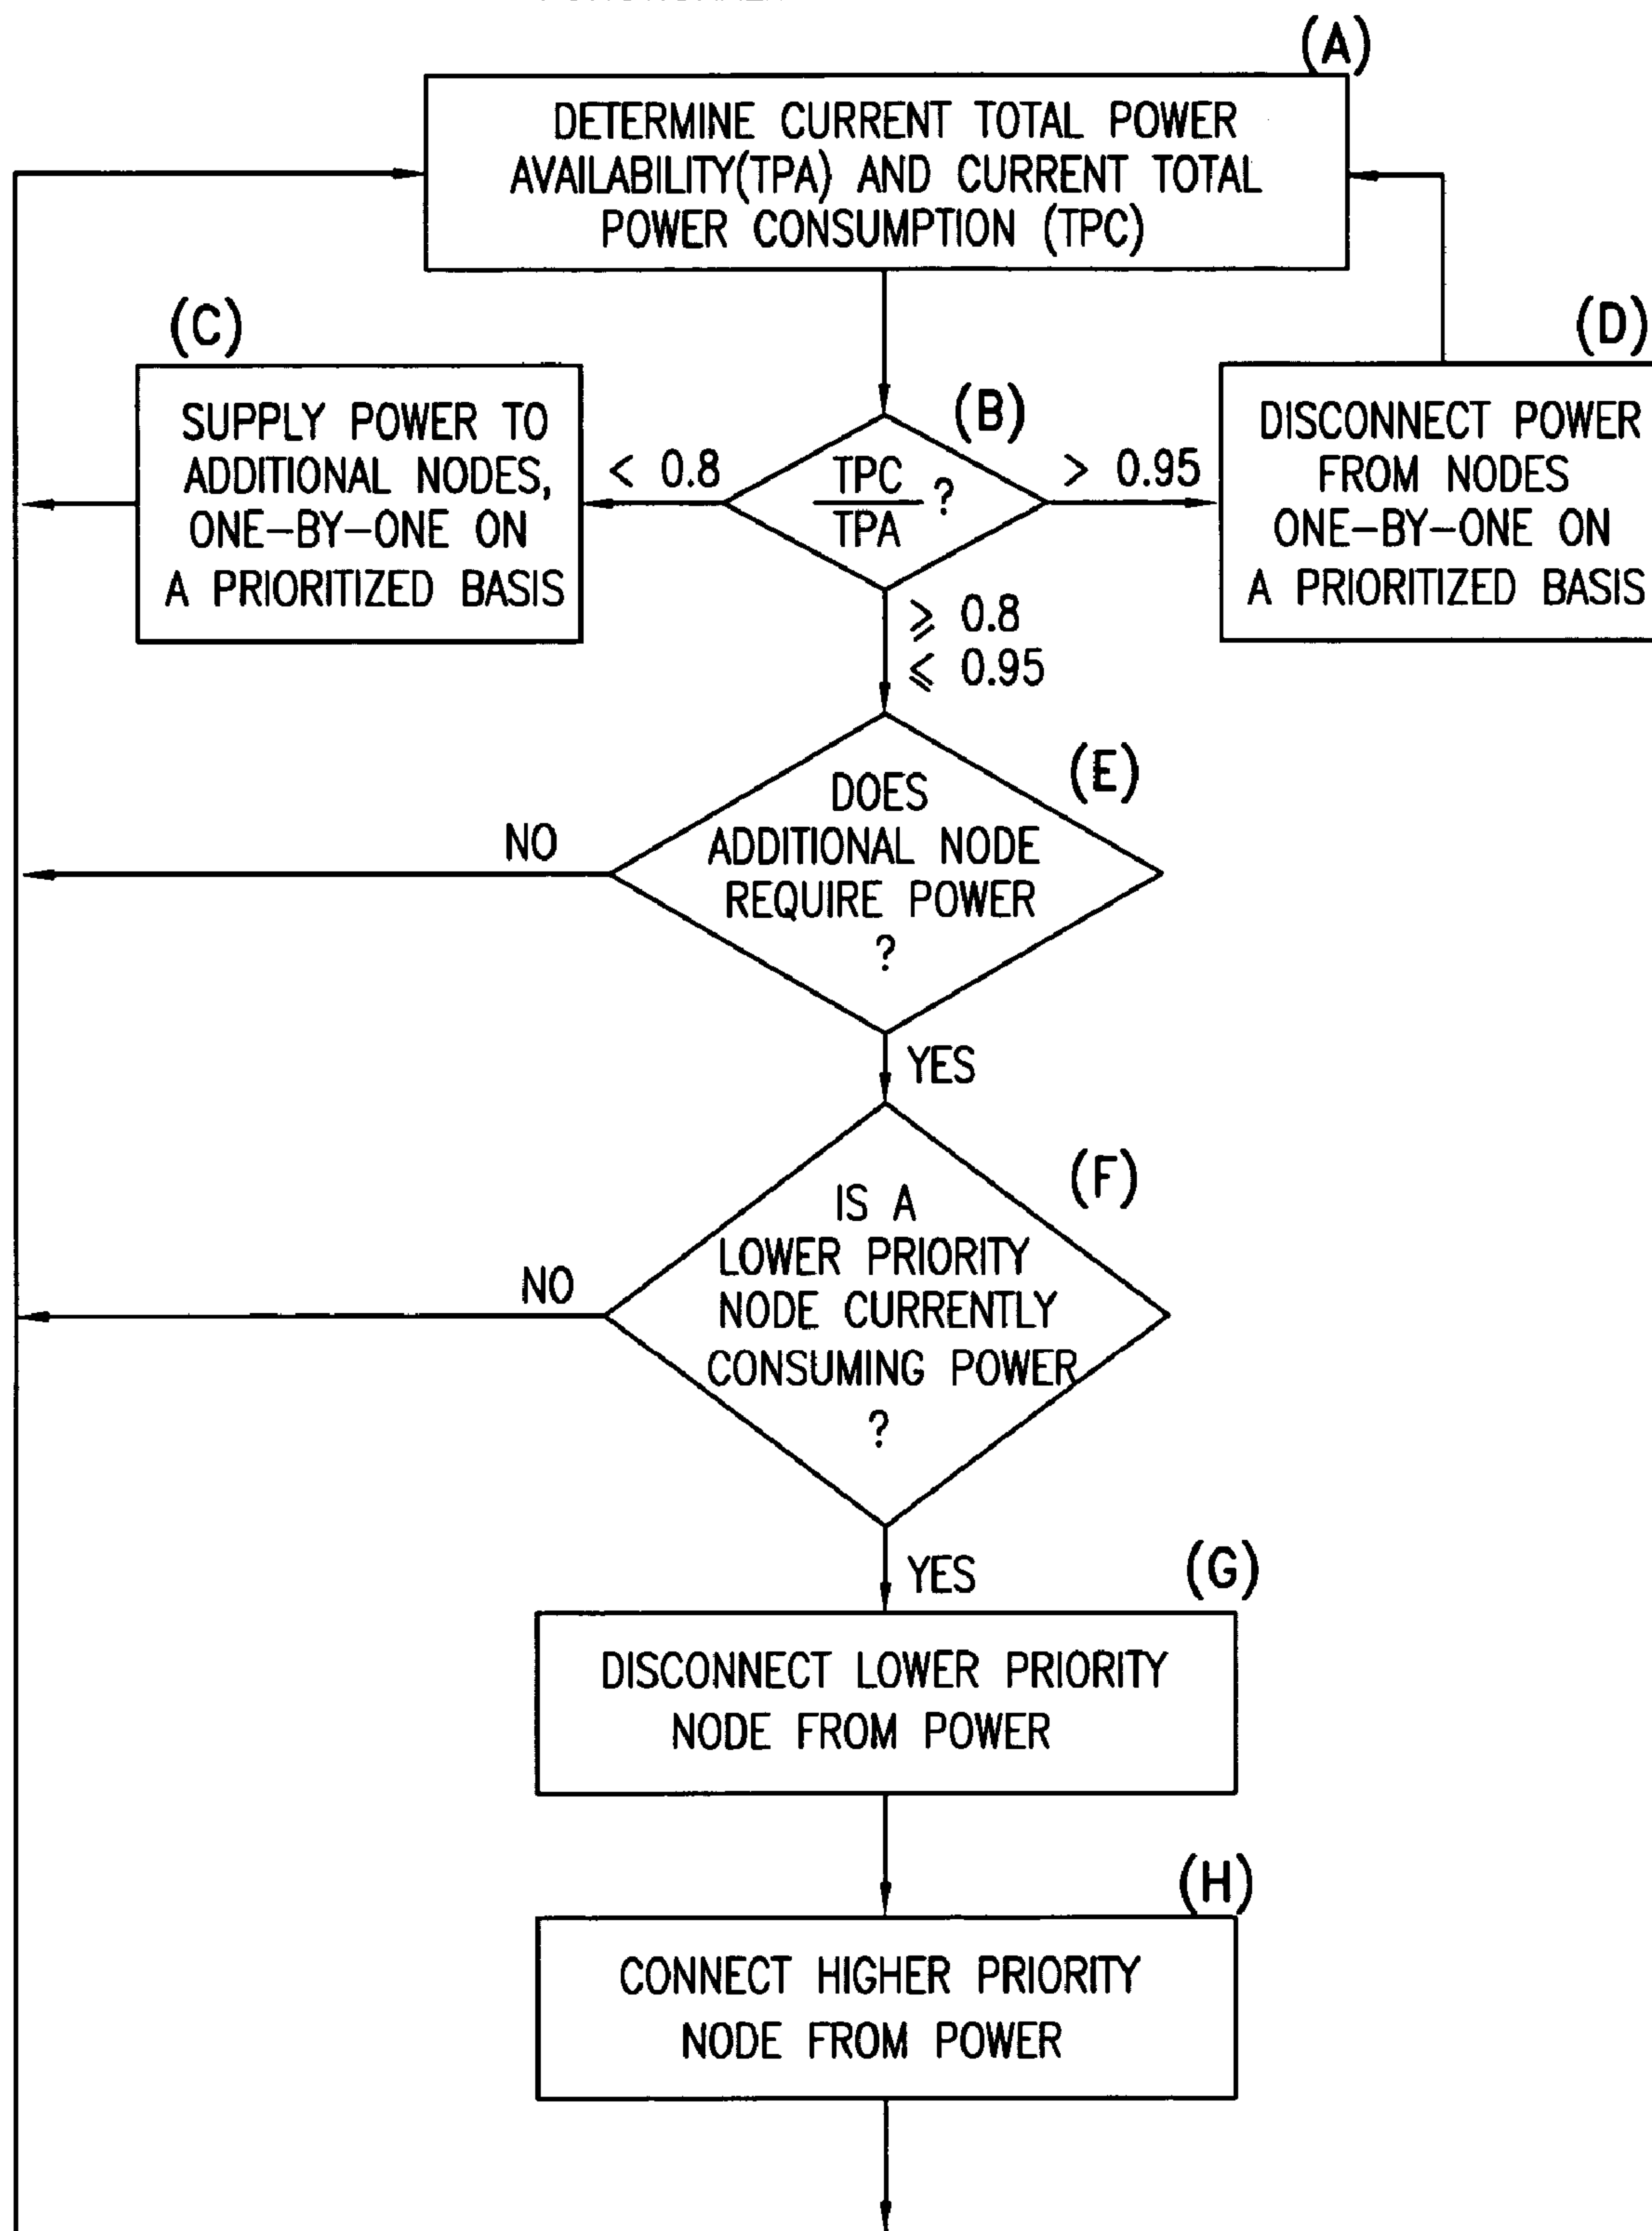 (A)
DETERMINE CURRENT TOTAL POWER
AVAILABILITY(TPA) AND CURRENT TOTAL
POWER CONSUMPTION (TPC)
(C)
SUPPLY POWER TO
ADDITIONAL NODES,
ONE-BY-ONE ON
A PRIORITIZED BASIS
< 0.8
(B)
TPC
TPA
?
> 0.95
(D)
DISCONNECT POWER
FROM NODES
ONE-BY-ONE ON
A PRIORITIZED BASIS
⩾ 0.8
⩽ 0.95
(E)
DOES
ADDITIONAL NODE
REQUIRE POWER
?
NO
YES
(F)
IS A
LOWER PRIORITY
NODE CURRENTLY
CONSUMING POWER
?
NO
YES
(G)
DISCONNECT LOWER PRIORITY
NODE FROM POWER
(H)
CONNECT HIGHER PRIORITY
NODE FROM POWER